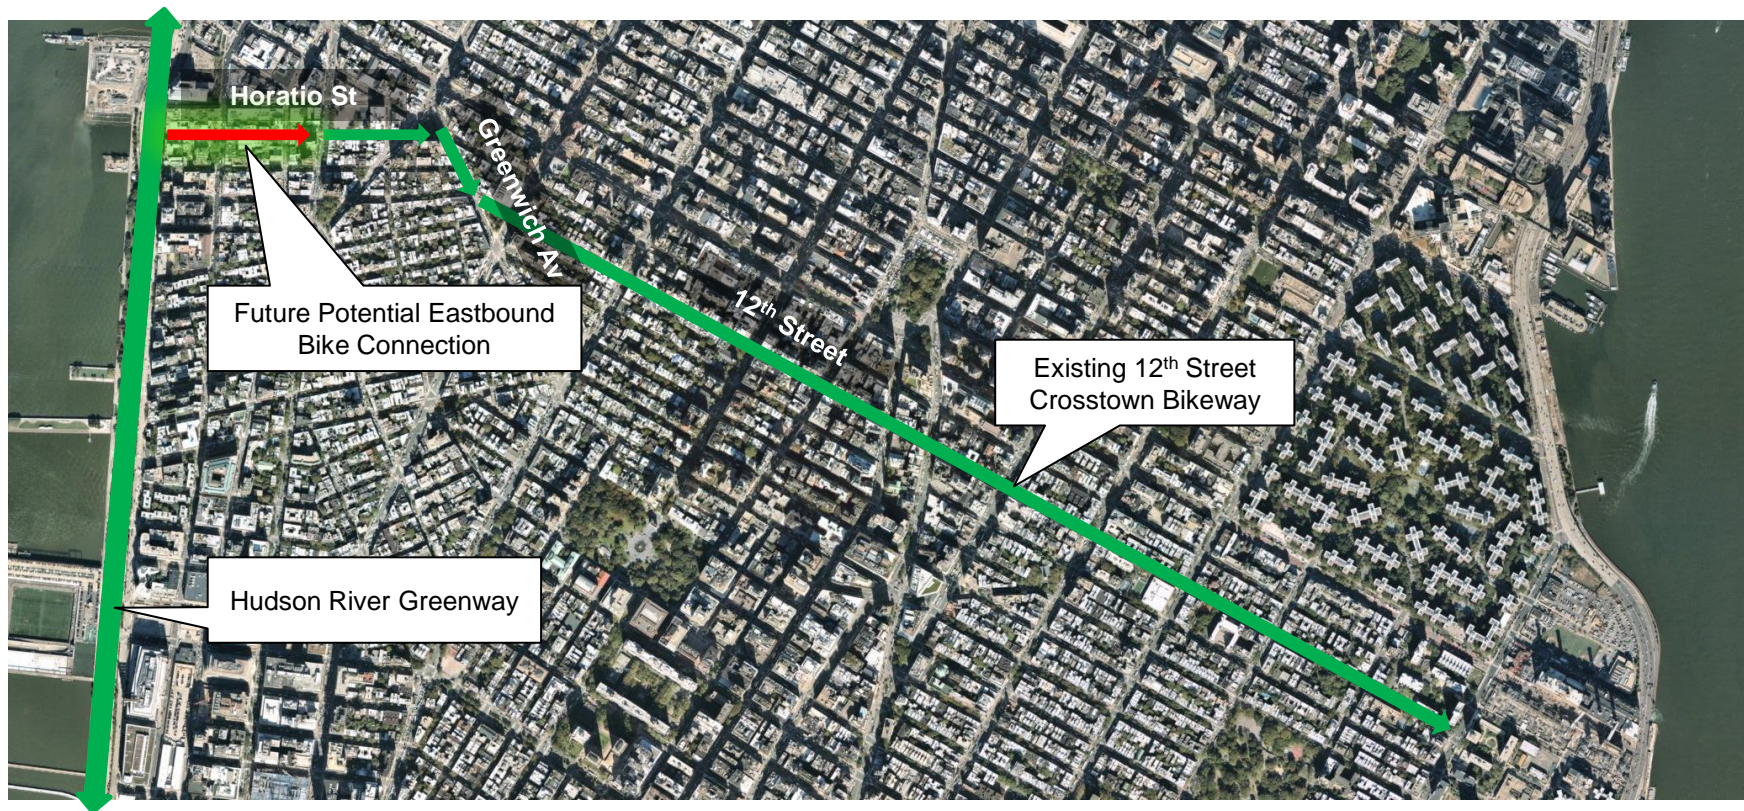 Horatio St
Greenwich Av
Future Potential Eastbound
Bike Connection
12th Street
Existing 12th Street
Crosstown Bikeway
Hudson River Greenway